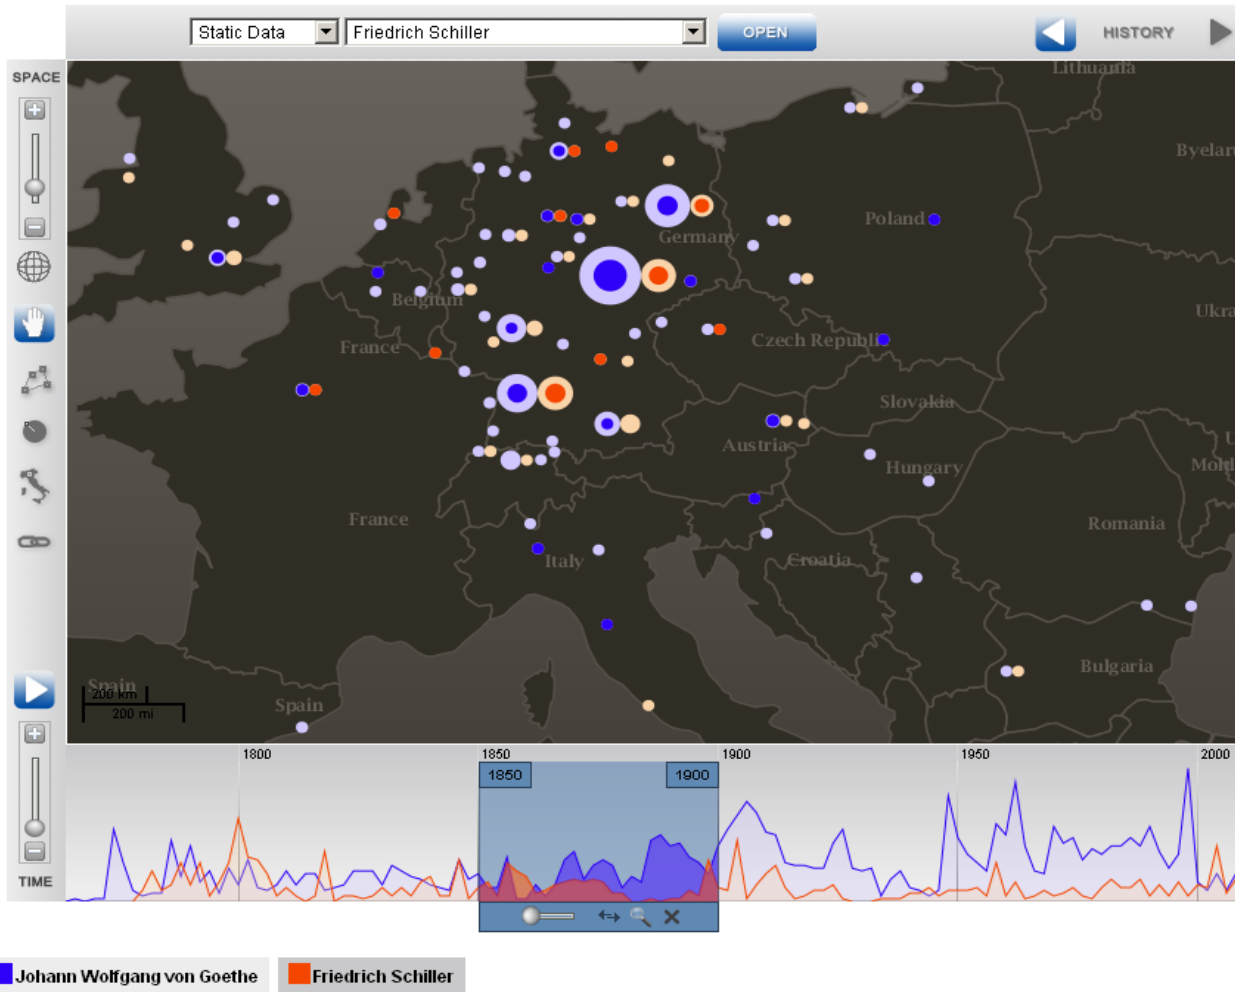 Static Data
Friedrich Schiller
OPEN
HISTORY
SPACE
Lithuania
Byelar
Poland
Germany
Belgium
Ukra
France
Czech Republic
Slovakia
Austria
Hungary
Mold
France
Romania
Italy
Croatia
Bulgaria
Spain
Spain
200 km
200 mi
1800
1850
1900
1950
2000
1850
1900
TIME
Johann Wolfgang von Goethe
Friedrich Schiller